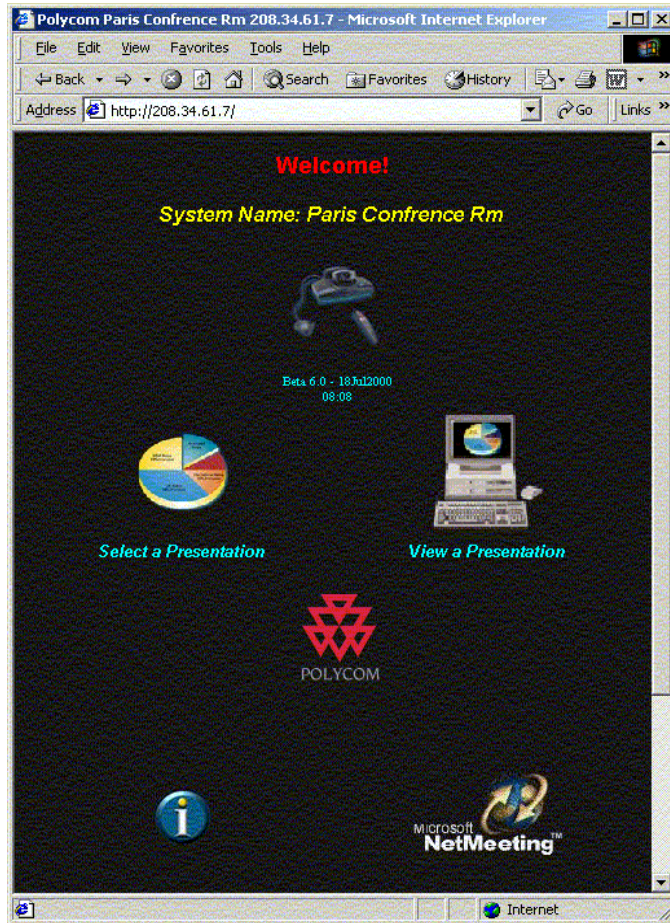 Polycom Paris Confrence Rm 208.34.61.7 - Microsoft Internet Explorer
File Edit View Favorites Tools Help
Back Search Favorites History
Address http://208.34.61.7/ Go Links
Welcome!
System Name: Paris Confrence Rm
Beta 6.0 - 18Jul2000
08:08
Select a Presentation View a Presentation
POLYCOM
Microsoft
NetMeeting™
Internet